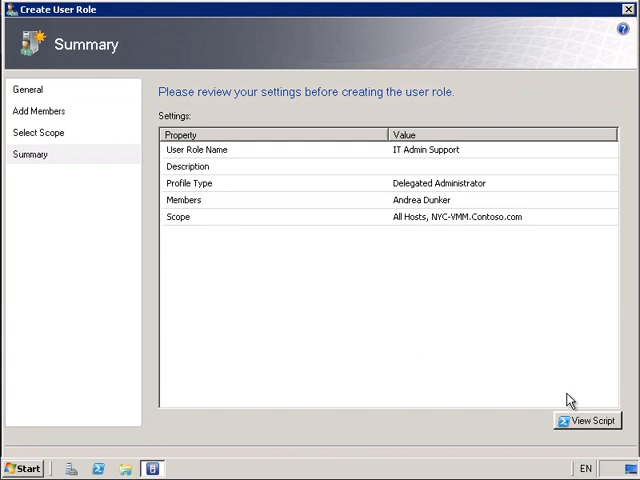 Create User Role
Summary
General
Add Members
Select Scope
Summary
Please review your settings before creating the user role.
Settings:
Property Value
User Role Name IT Admin Support
Description
Profile Type Delegated Administrator
Members Andrea Dunker
Scope All Hosts, NYC-VMM.Contoso.com
View Script
Start EN